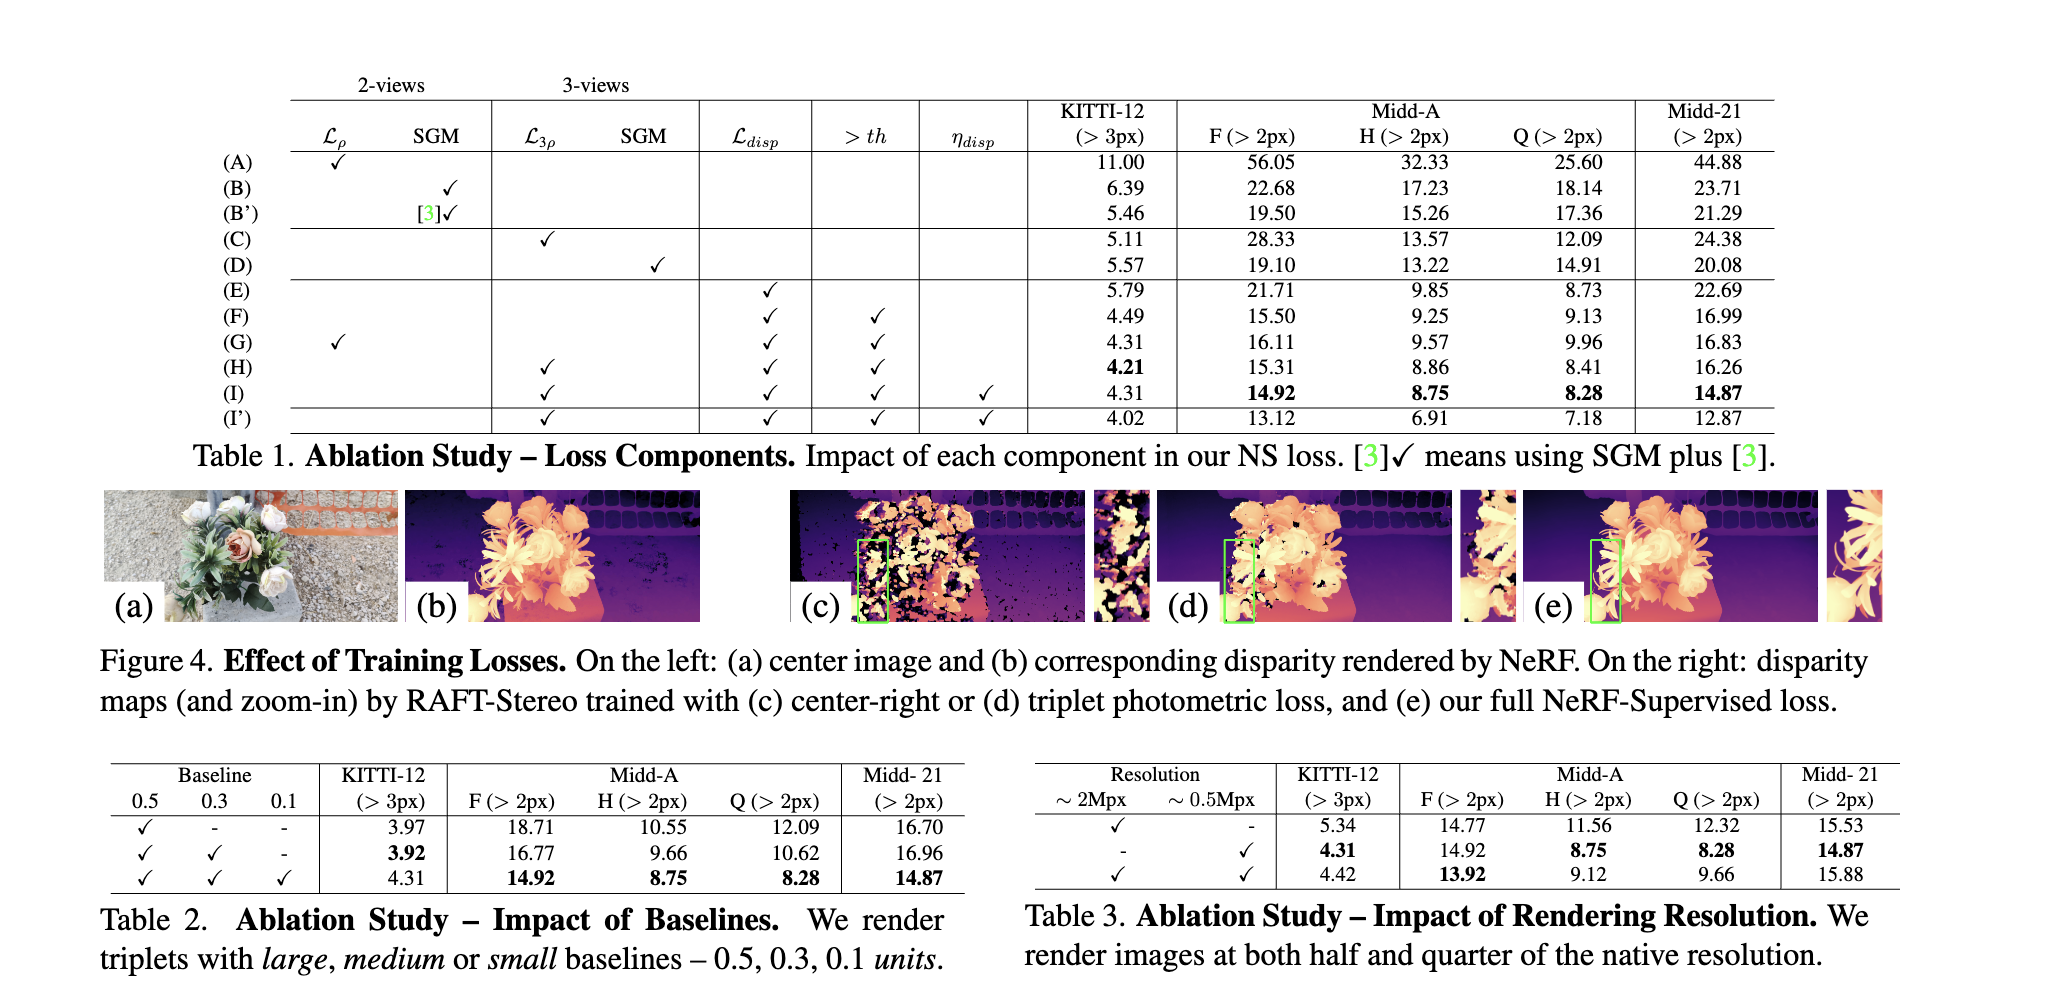 2-views 3-views
KITTI-12 Midd-A Midd-21
ℒρ SGM ℒ3ρ SGM ℒdisp > th ηdisp (> 3px) F (> 2px) H (> 2px) Q (> 2px) (> 2px)
(A) ✓ 11.00 56.05 32.33 25.60 44.88
(B) ✓ 6.39 22.68 17.23 18.14 23.71
(B’) [3]✓ 5.46 19.50 15.26 17.36 21.29
(C) ✓ 5.11 28.33 13.57 12.09 24.38
(D) ✓ 5.57 19.10 13.22 14.91 20.08
(E) ✓ 5.79 21.71 9.85 8.73 22.69
(F) ✓ ✓ 4.49 15.50 9.25 9.13 16.99
(G) ✓ ✓ ✓ 4.31 16.11 9.57 9.96 16.83
(H) ✓ ✓ ✓ 4.21 15.31 8.86 8.41 16.26
(I) ✓ ✓ ✓ ✓ 4.31 14.92 8.75 8.28 14.87
(I’) ✓ ✓ ✓ ✓ 4.02 13.12 6.91 7.18 12.87
Table 1. Ablation Study – Loss Components. Impact of each component in our NS loss. [3]✓ means using SGM plus [3].
(a) (b) (c) (d) (e)
Figure 4. Effect of Training Losses. On the left: (a) center image and (b) corresponding disparity rendered by NeRF. On the right: disparity
maps (and zoom-in) by RAFT-Stereo trained with (c) center-right or (d) triplet photometric loss, and (e) our full NeRF-Supervised loss.
Baseline KITTI-12 Midd-A Midd- 21
0.5 0.3 0.1 (> 3px) F (> 2px) H (> 2px) Q (> 2px) (> 2px)
✓ - - 3.97 18.71 10.55 12.09 16.70
✓ ✓ - 3.92 16.77 9.66 10.62 16.96
✓ ✓ ✓ 4.31 14.92 8.75 8.28 14.87
Table 2. Ablation Study – Impact of Baselines. We render
triplets with large, medium or small baselines – 0.5, 0.3, 0.1 units.
Resolution KITTI-12 Midd-A Midd- 21
∼ 2Mpx ∼ 0.5Mpx (> 3px) F (> 2px) H (> 2px) Q (> 2px) (> 2px)
✓ - 5.34 14.77 11.56 12.32 15.53
- ✓ 4.31 14.92 8.75 8.28 14.87
✓ ✓ 4.42 13.92 9.12 9.66 15.88
Table 3. Ablation Study – Impact of Rendering Resolution. We
render images at both half and quarter of the native resolution.